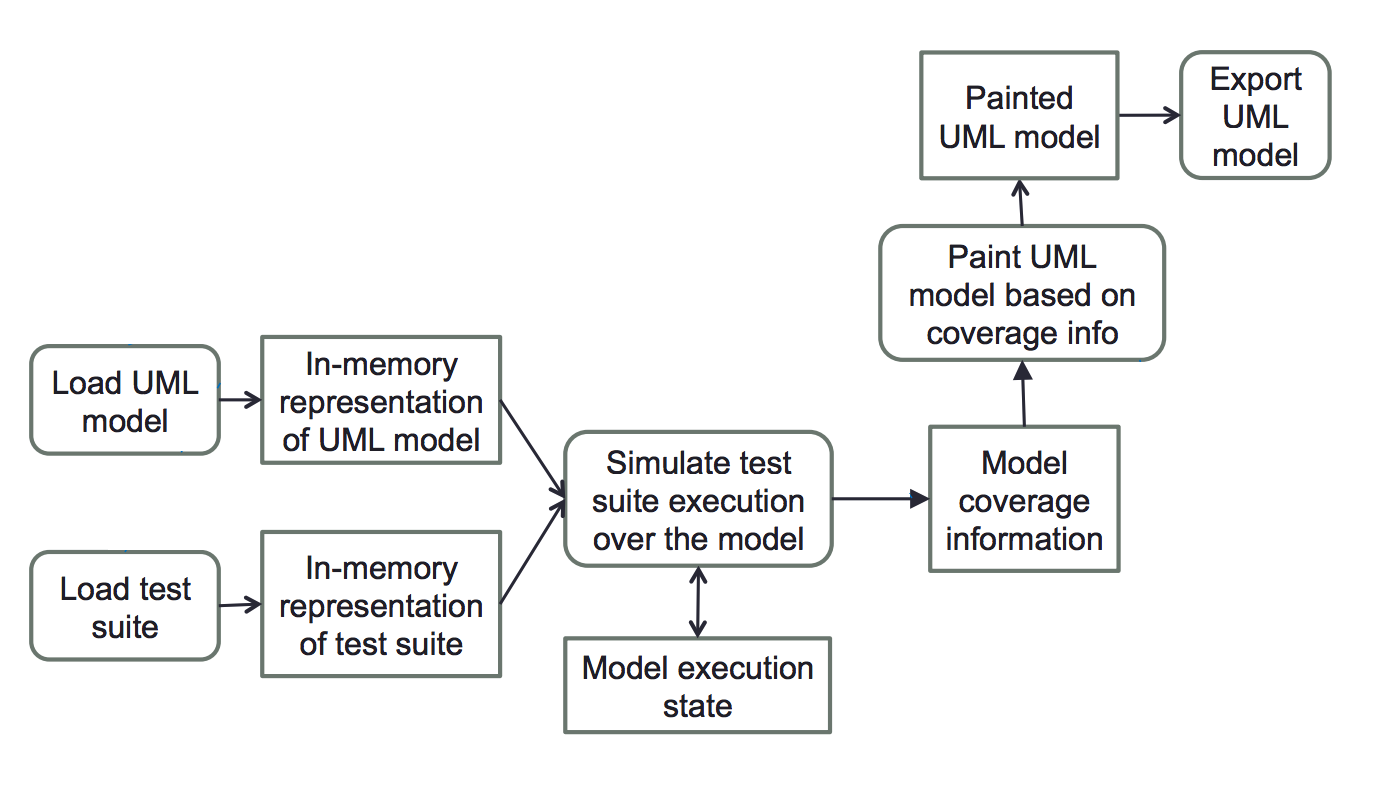 Load UML
model
In-memory
representation
of UML model
Load test
suite
In-memory
representation
of test suite
Simulate test
suite execution
over the model
Model execution
state
Model
coverage
information
Paint UML
model based on
coverage info
Painted
UML model
Export
UML
model